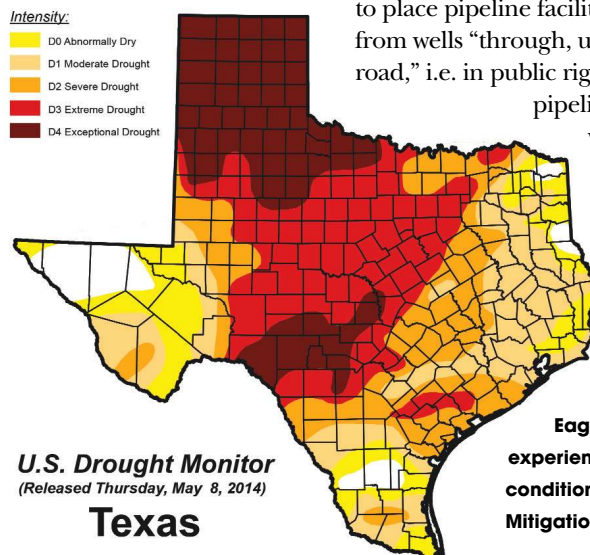 Intensity:
D0 Abnormally Dry
D1 Moderate Drought
D2 Severe Drought
D3 Extreme Drought
D4 Exceptional Drought
to place pipeline facilit
from wells “through, u
road,” i.e. in public rig
pipeli
U.S. Drought Monitor
(Released Thursday, May 8, 2014)
Texas
Eag
experien
condition
Mitigatio